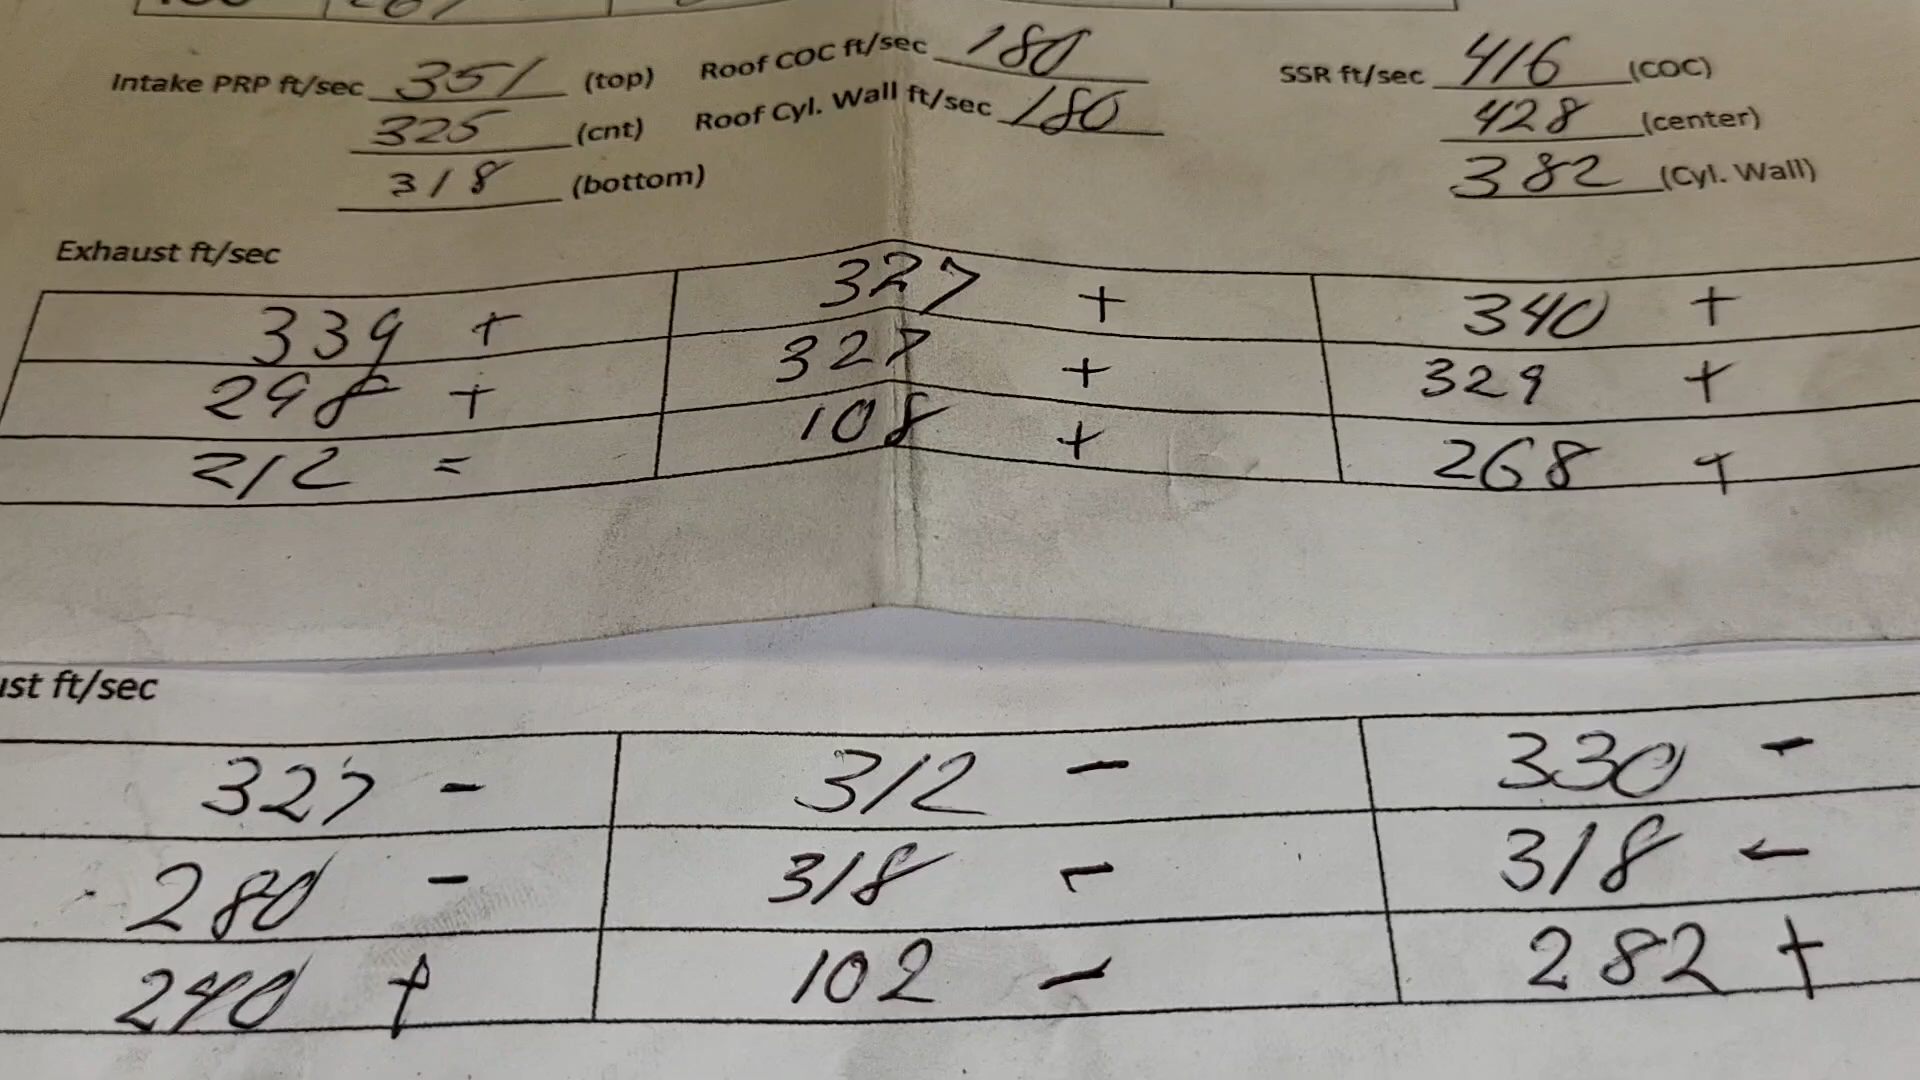 Intake PRP ft/sec 351 (top) Roof COC ft/sec 180 SSR ft/sec 416 (COC)
325 (cnt) Roof Cyl. Wall ft/sec 180 428 (center)
318 (bottom) 382 (Cyl. Wall)
Exhaust ft/sec
339 + 327 + 340 +
298 + 327 + 329 +
212 = 108 + 268 +
ust ft/sec
327 - 312 - 330 -
280 - 318 - 318 -
240 + 102 - 282 +